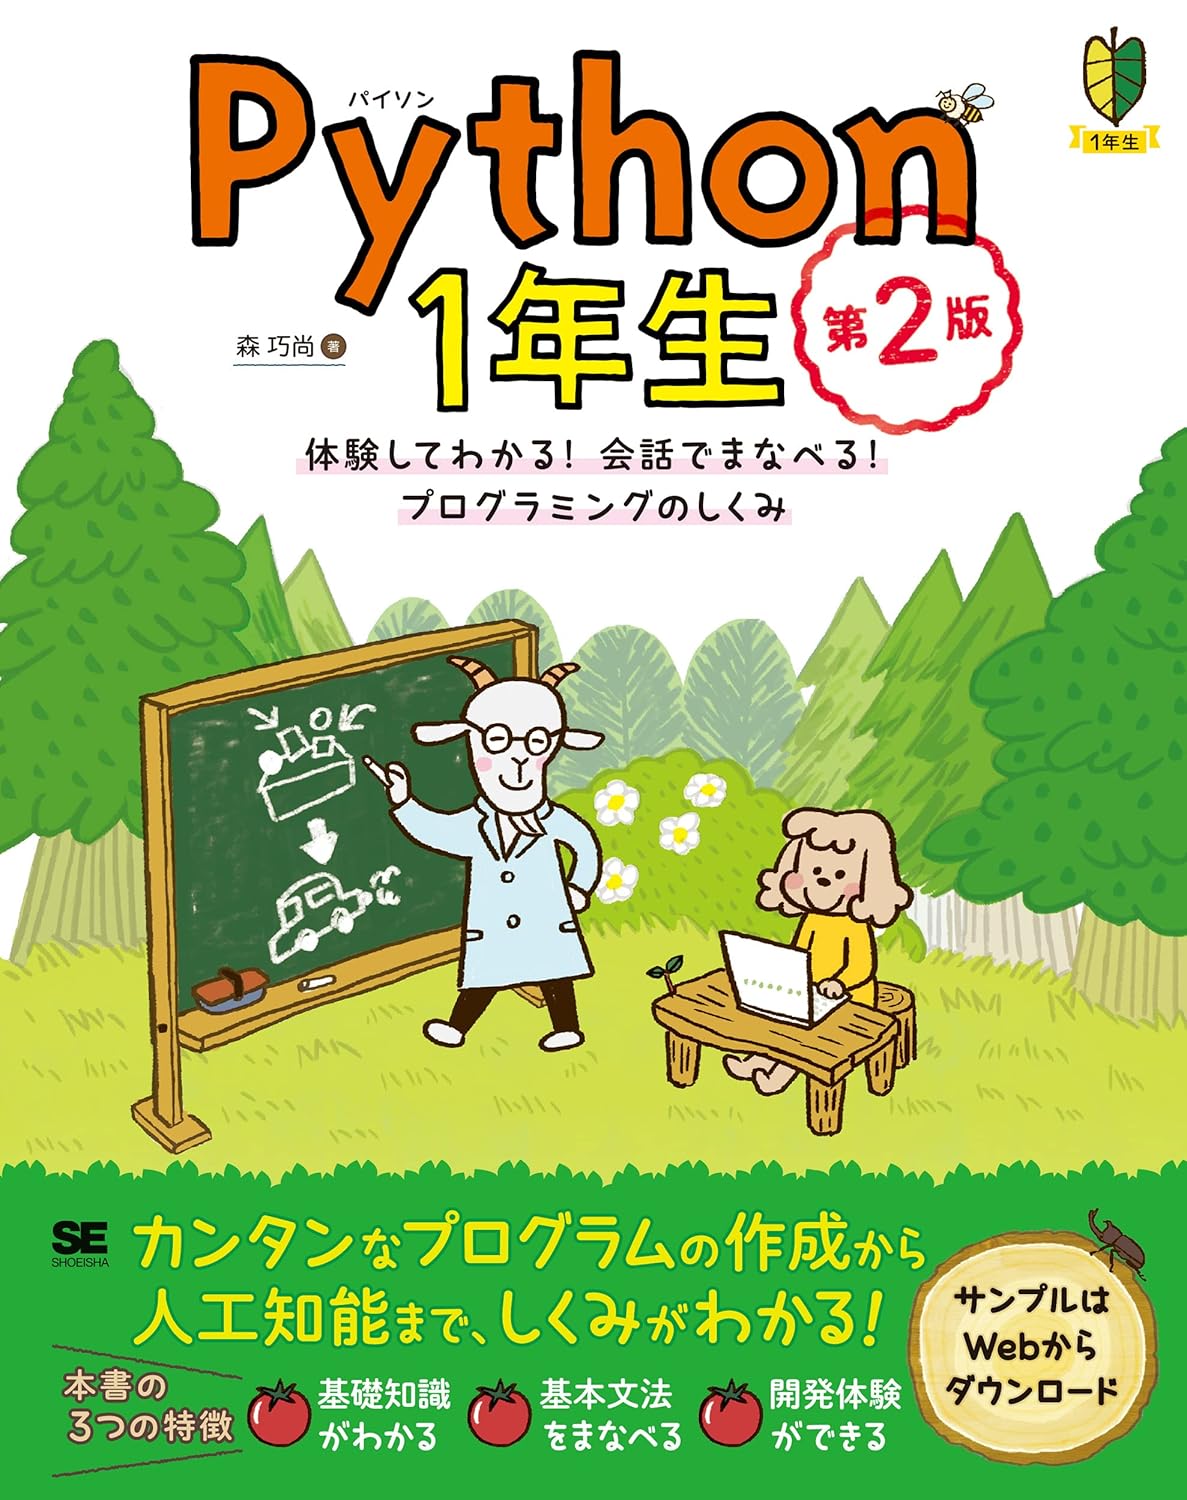 パイソン
Python
1年生
1年生
第2版
森 巧尚 著
体験してわかる! 会話でまなべる!
プログラミングのしくみ
SE
SHOEISHA
カンタンなプログラムの作成から
人工知能まで、しくみがわかる!
本書の
3つの特徴
基礎知識
がわかる
基本文法
をまなべる
開発体験
ができる
サンプルは
Webから
ダウンロード